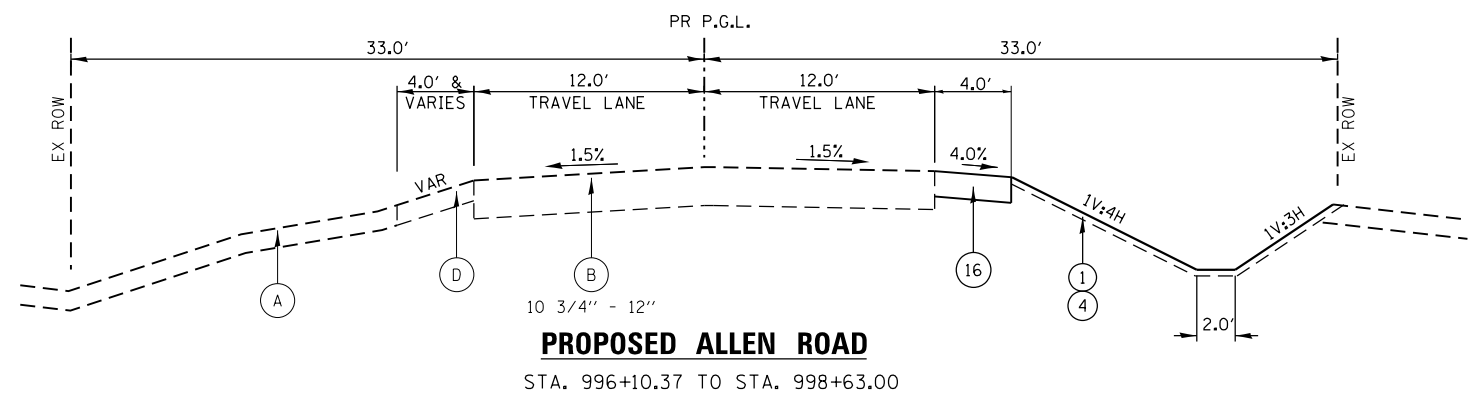 PR P.G.L.
33.0' 33.0'
4.0' & VARIES
12.0' TRAVEL LANE
12.0' TRAVEL LANE
4.0'
EX ROW
EX ROW
VAR
1.5%
1.5%
4.0%
1V:4H
1V:3H
A
D
B
16
1
4
10 3/4" - 12"
2.0'
PROPOSED ALLEN ROAD
STA. 996+10.37 TO STA. 998+63.00